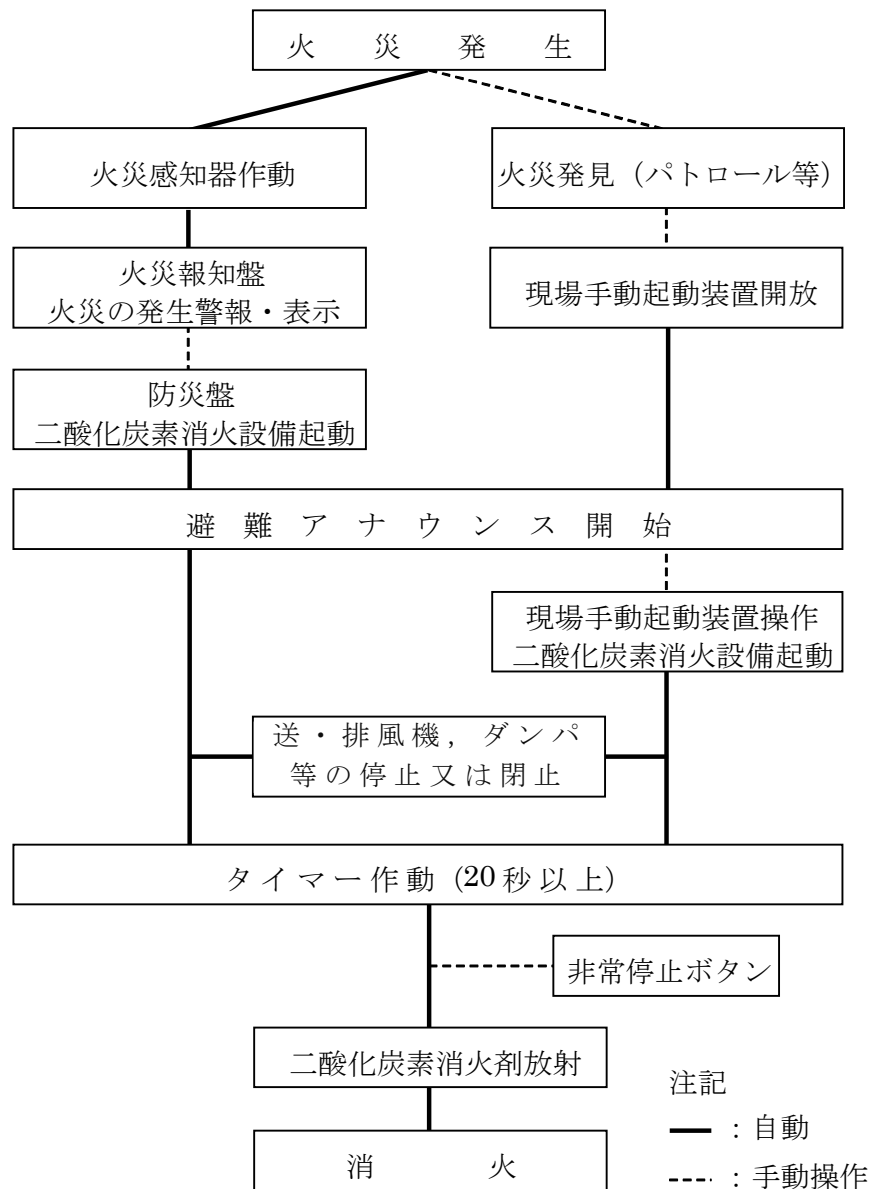 火災発生
火災感知器作動
火災発見（パトロール等）
火災報知盤
火災の発生警報・表示
現場手動起動装置開放
防災盤
二酸化炭素消火設備起動
避難アナウンス開始
現場手動起動装置操作
二酸化炭素消火設備起動
送・排風機，ダンパ
等の停止又は閉止
タイマー作動（20秒以上）
非常停止ボタン
二酸化炭素消火剤放射
消火
注記
：自動
：手動操作